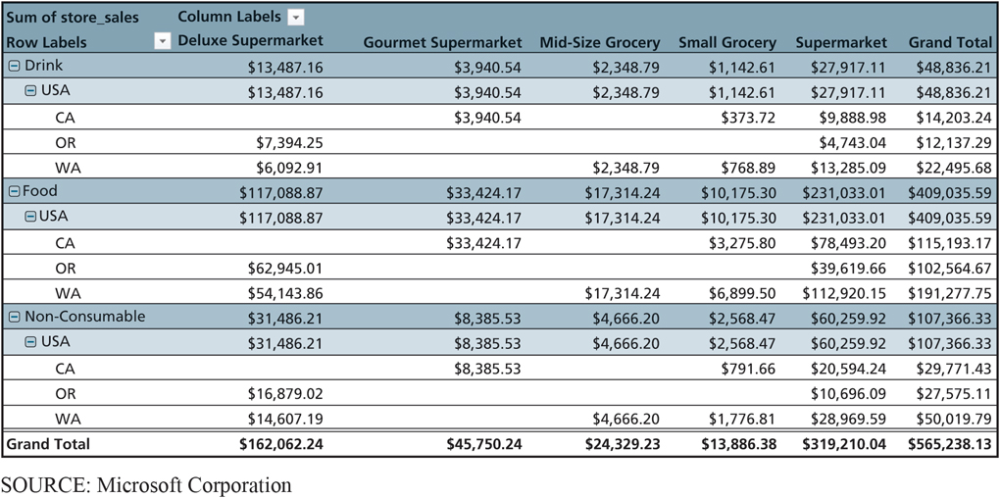 Sum of store_sales Column Labels
Row Labels Deluxe Supermarket Gourmet Supermarket Mid-Size Grocery Small Grocery Supermarket Grand Total
Drink $13,487.16 $3,940.54 $2,348.79 $1,142.61 $27,917.11 $48,836.21
USA $13,487.16 $3,940.54 $2,348.79 $1,142.61 $27,917.11 $48,836.21
CA $3,940.54 $373.72 $9,888.98 $14,203.24
OR $7,394.25 $4,743.04 $12,137.29
WA $6,092.91 $2,348.79 $768.89 $13,285.09 $22,495.68
Food $117,088.87 $33,424.17 $17,314.24 $10,175.30 $231,033.01 $409,035.59
USA $117,088.87 $33,424.17 $17,314.24 $10,175.30 $231,033.01 $409,035.59
CA $33,424.17 $3,275.80 $78,493.20 $115,193.17
OR $62,945.01 $39,619.66 $102,564.67
WA $54,143.86 $17,314.24 $6,899.50 $112,920.15 $191,277.75
Non-Consumable $31,486.21 $8,385.53 $4,666.20 $2,568.47 $60,259.92 $107,366.33
USA $31,486.21 $8,385.53 $4,666.20 $2,568.47 $60,259.92 $107,366.33
CA $8,385.53 $791.66 $20,594.24 $29,771.43
OR $16,879.02 $10,696.09 $27,575.11
WA $14,607.19 $4,666.20 $1,776.81 $28,969.59 $50,019.79
Grand Total $162,062.24 $45,750.24 $24,329.23 $13,886.38 $319,210.04 $565,238.13
SOURCE: Microsoft Corporation